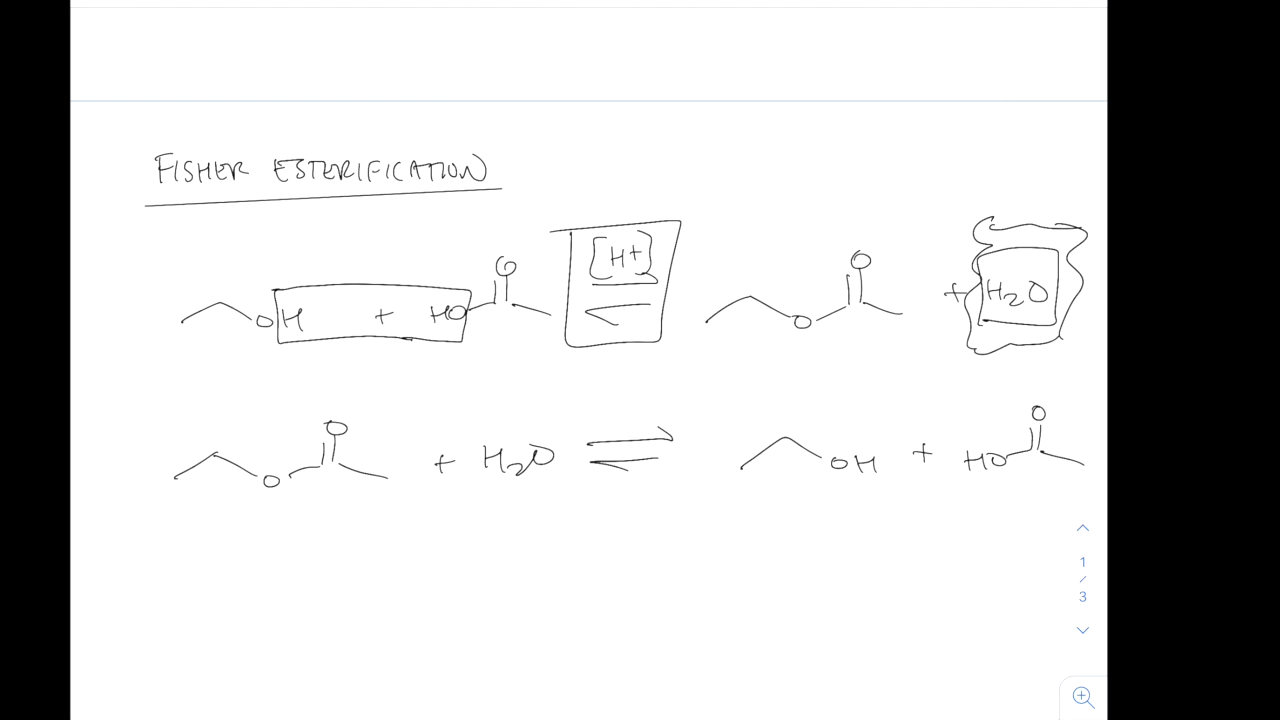 FISHER ESTERIFICATION
OH + HO O [H+] O O + H2O
O O + H2O OH + HO O
1
/
3